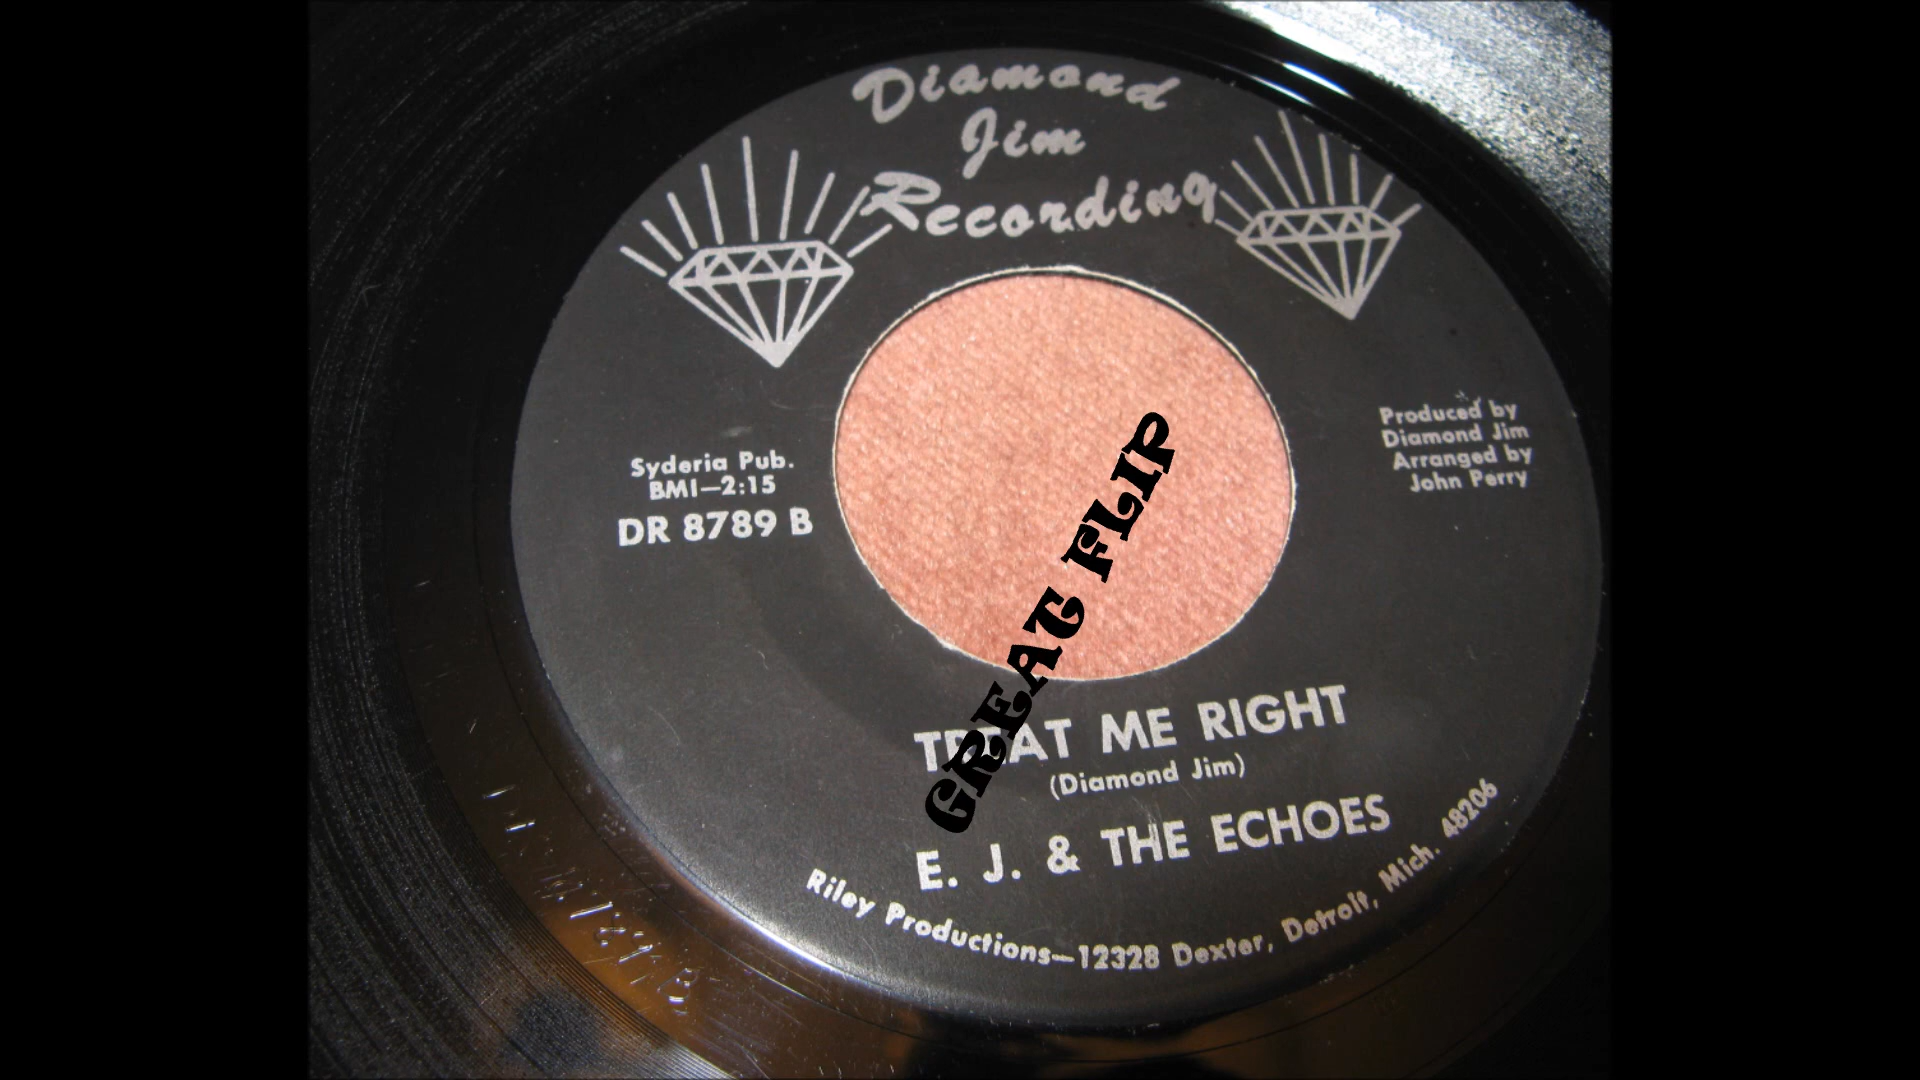 Diamond
Jim
Recording
Syderia Pub.
BMI—2:15
DR 8789 B
Produced by
Diamond Jim
Arranged by
John Perry
GREAT FLIP
TREAT ME RIGHT
(Diamond Jim)
E. J. & THE ECHOES
Riley Productions—12328 Dexter, Detroit, Mich. 48206